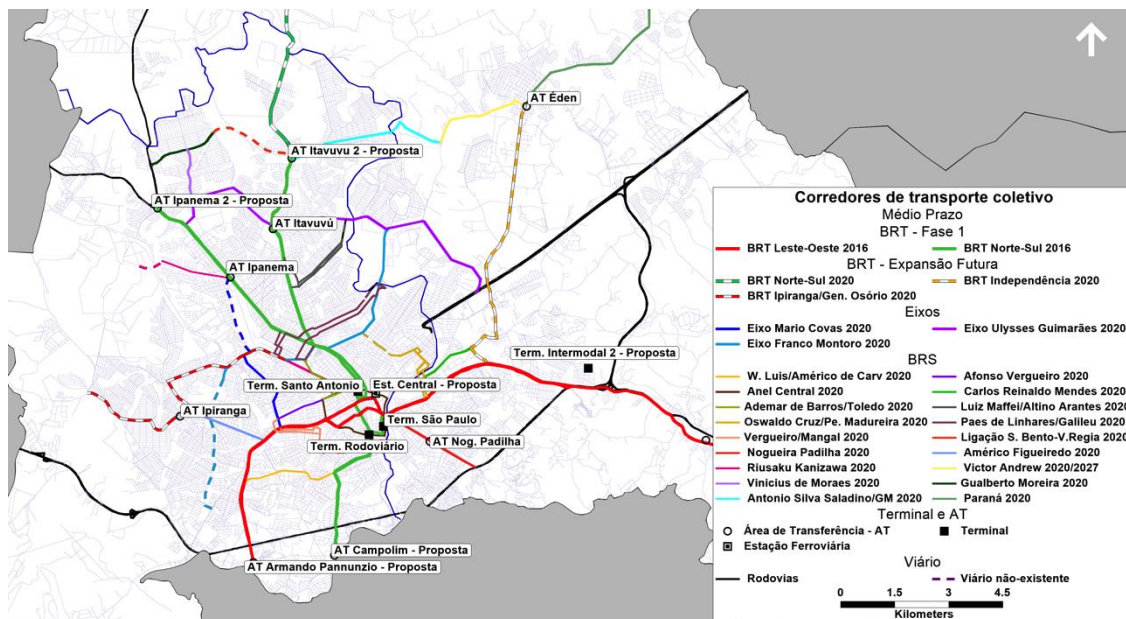 AT Éden
AT Itavuvu 2 - Proposta
AT Ipanema 2 - Proposta
AT Itavuvú
AT Ipanema
Term. Intermodal 2 - Proposta
Term. Santo Antonio
Est. Central - Proposta
AT Ipiranga
Term. São Paulo
AT Nog. Padilha
Term. Rodoviário
AT Campolim - Proposta
AT Armando Pannunzio - Proposta
Corredores de transporte coletivo
Médio Prazo
BRT - Fase 1
BRT Leste-Oeste 2016
BRT Norte-Sul 2016
BRT - Expansão Futura
BRT Norte-Sul 2020
BRT Independência 2020
BRT Ipiranga/Gen. Osório 2020
Eixos
Eixo Mario Covas 2020
Eixo Ulysses Guimarães 2020
Eixo Franco Montoro 2020
BRS
W. Luis/Américo de Carv 2020
Afonso Vergueiro 2020
Anel Central 2020
Carlos Reinaldo Mendes 2020
Ademar de Barros/Toledo 2020
Luiz Maffei/Altino Arantes 2020
Oswaldo Cruz/Pe. Madureira 2020
Paes de Linhares/Galileu 2020
Vergueiro/Mangal 2020
Ligação S. Bento-V.Regia 2020
Nogueira Padilha 2020
Américo Figueiredo 2020
Riusaku Kanizawa 2020
Victor Andrew 2020/2027
Vinicius de Moraes 2020
Gualberto Moreira 2020
Antonio Silva Saladino/GM 2020
Paraná 2020
Terminal e AT
Área de Transferência - AT
Terminal
Estação Ferroviária
Viário
Rodovias
Viário não-existente
0 1.5 3 4.5
Kilometers